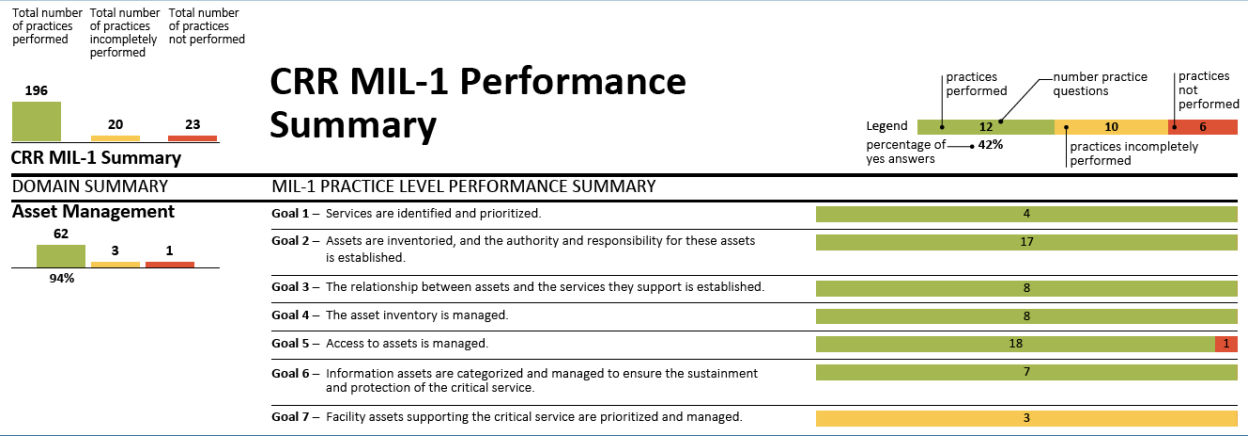 Total number of practices performed
Total number of practices incompletely performed
Total number of practices not performed
196
20
23
CRR MIL-1 Summary
CRR MIL-1 Performance
Summary
practices performed
number practice questions
practices not performed
Legend
12
10
6
percentage of yes answers
42%
practices incompletely performed
DOMAIN SUMMARY
MIL-1 PRACTICE LEVEL PERFORMANCE SUMMARY
Asset Management
62
3
1
94%
Goal 1 – Services are identified and prioritized.
4
Goal 2 – Assets are inventoried, and the authority and responsibility for these assets
is established.
17
Goal 3 – The relationship between assets and the services they support is established.
8
Goal 4 – The asset inventory is managed.
8
Goal 5 – Access to assets is managed.
18
1
Goal 6 – Information assets are categorized and managed to ensure the sustainment
and protection of the critical service.
7
Goal 7 – Facility assets supporting the critical service are prioritized and managed.
3